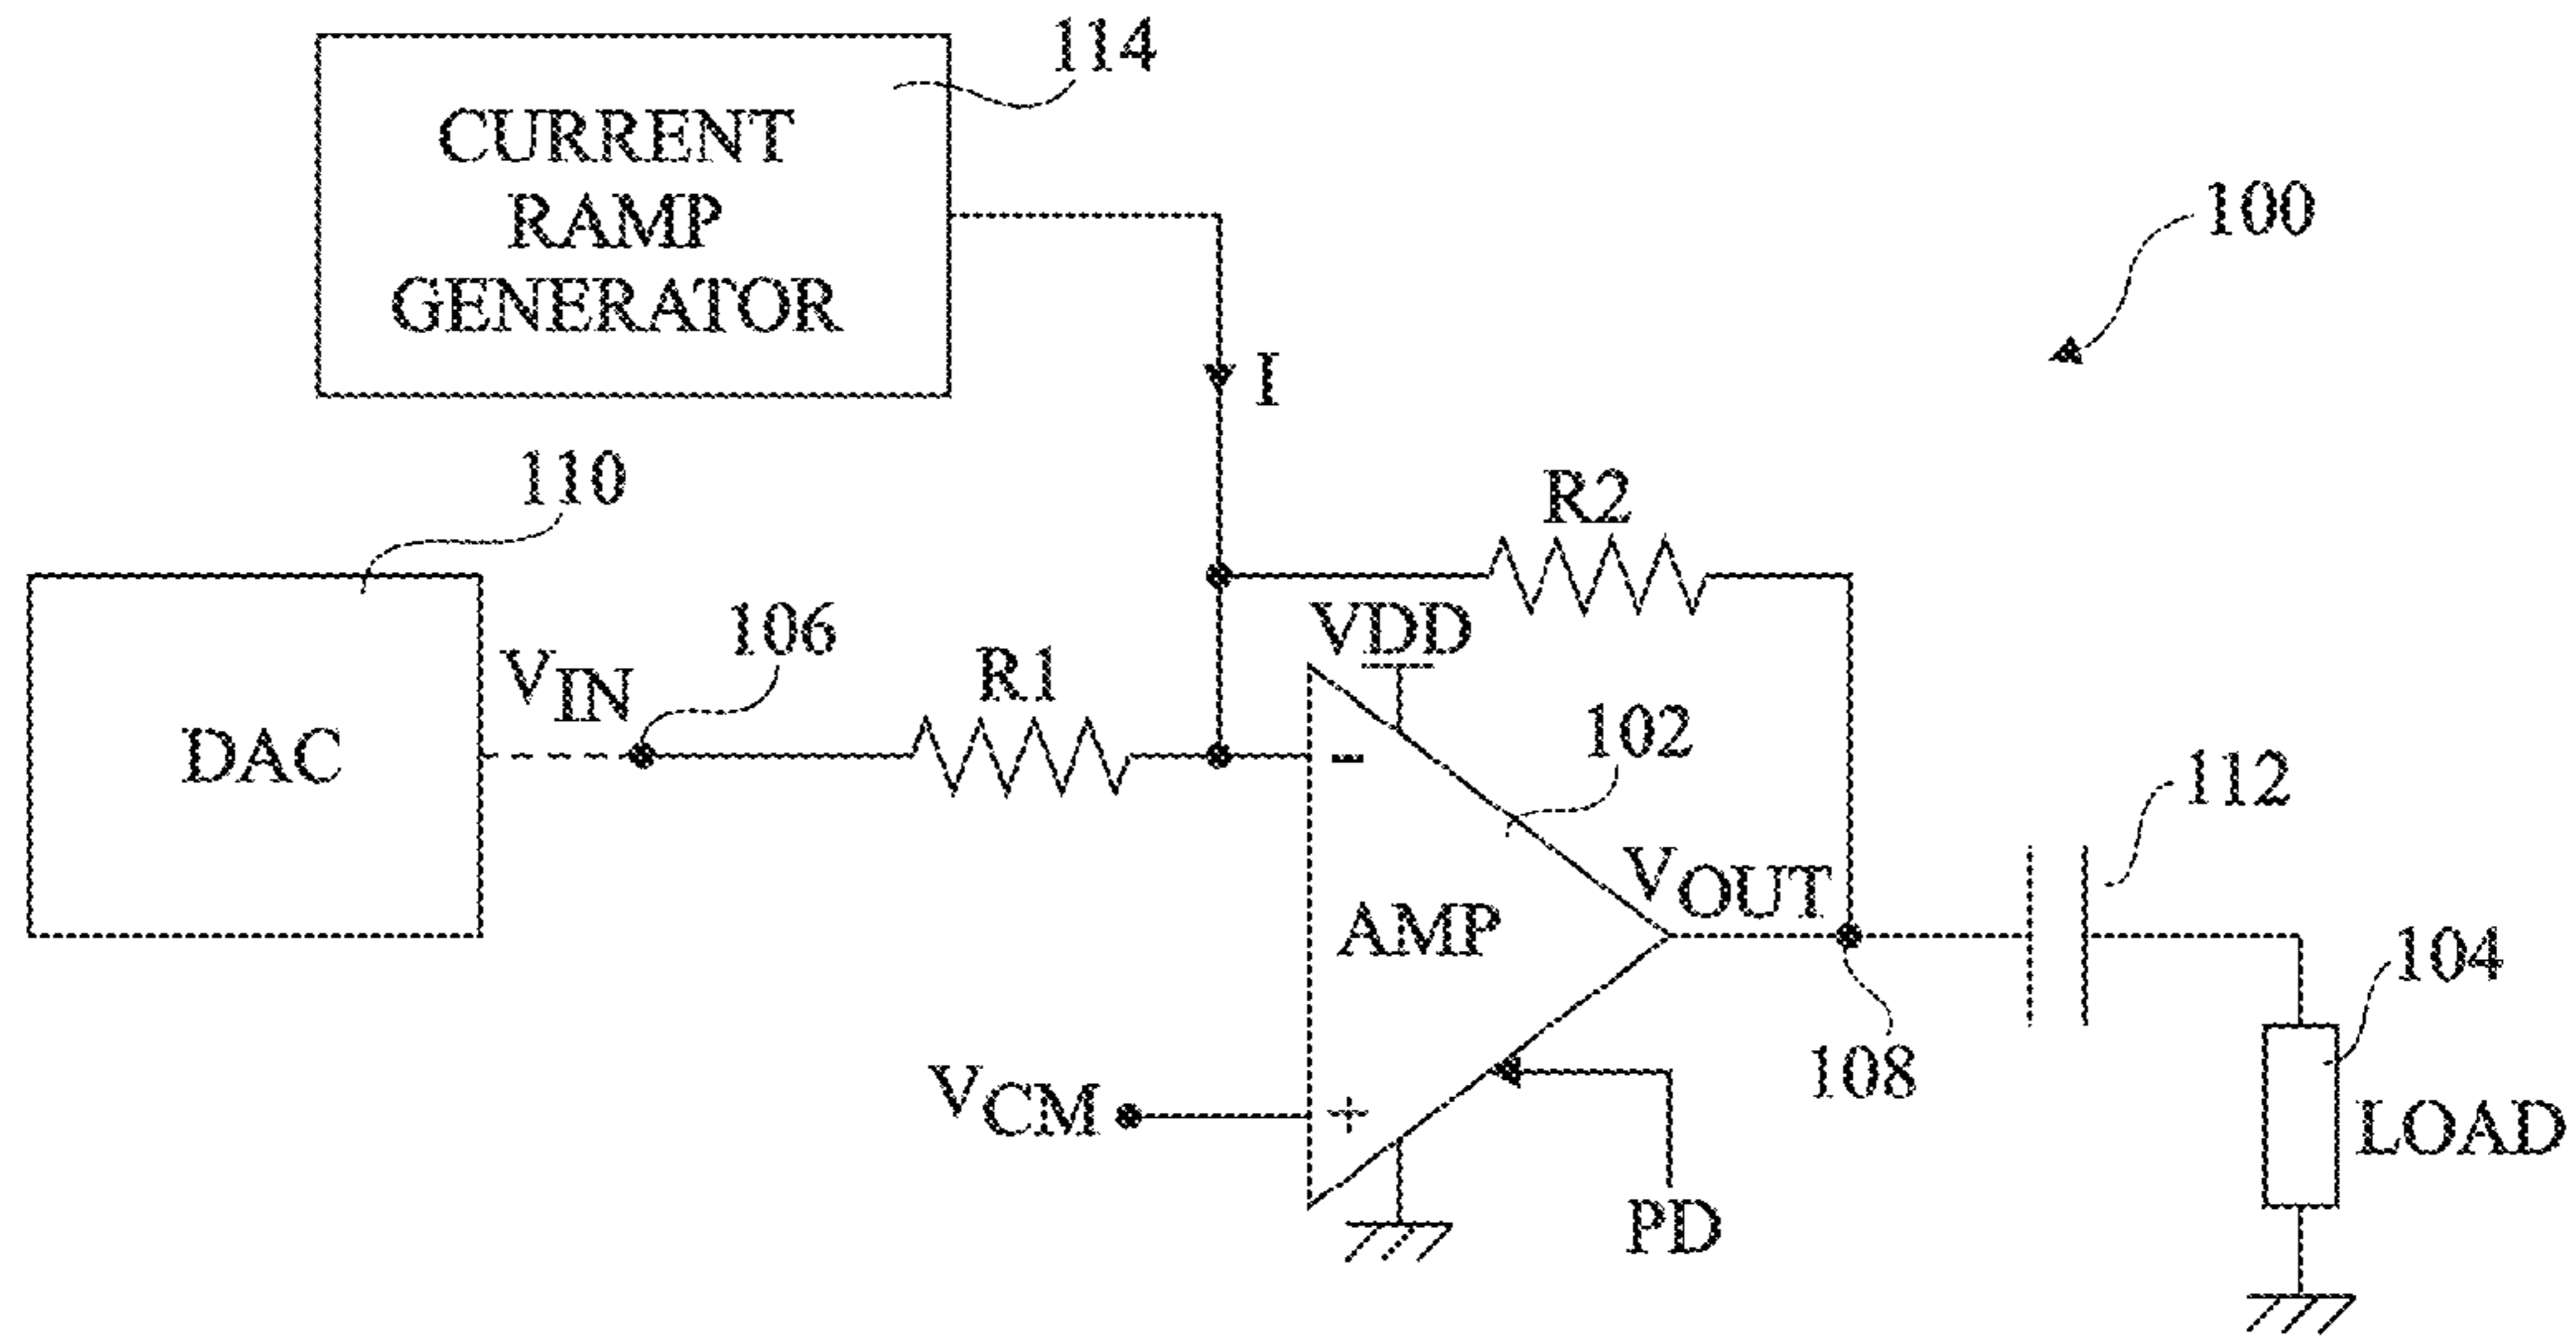 114
CURRENT
RAMP
GENERATOR
100
I
110
R2
106
VDD
VIN
R1
102
DAC
-
112
VOUT
AMP
104
108
VCM
+
LOAD
PD